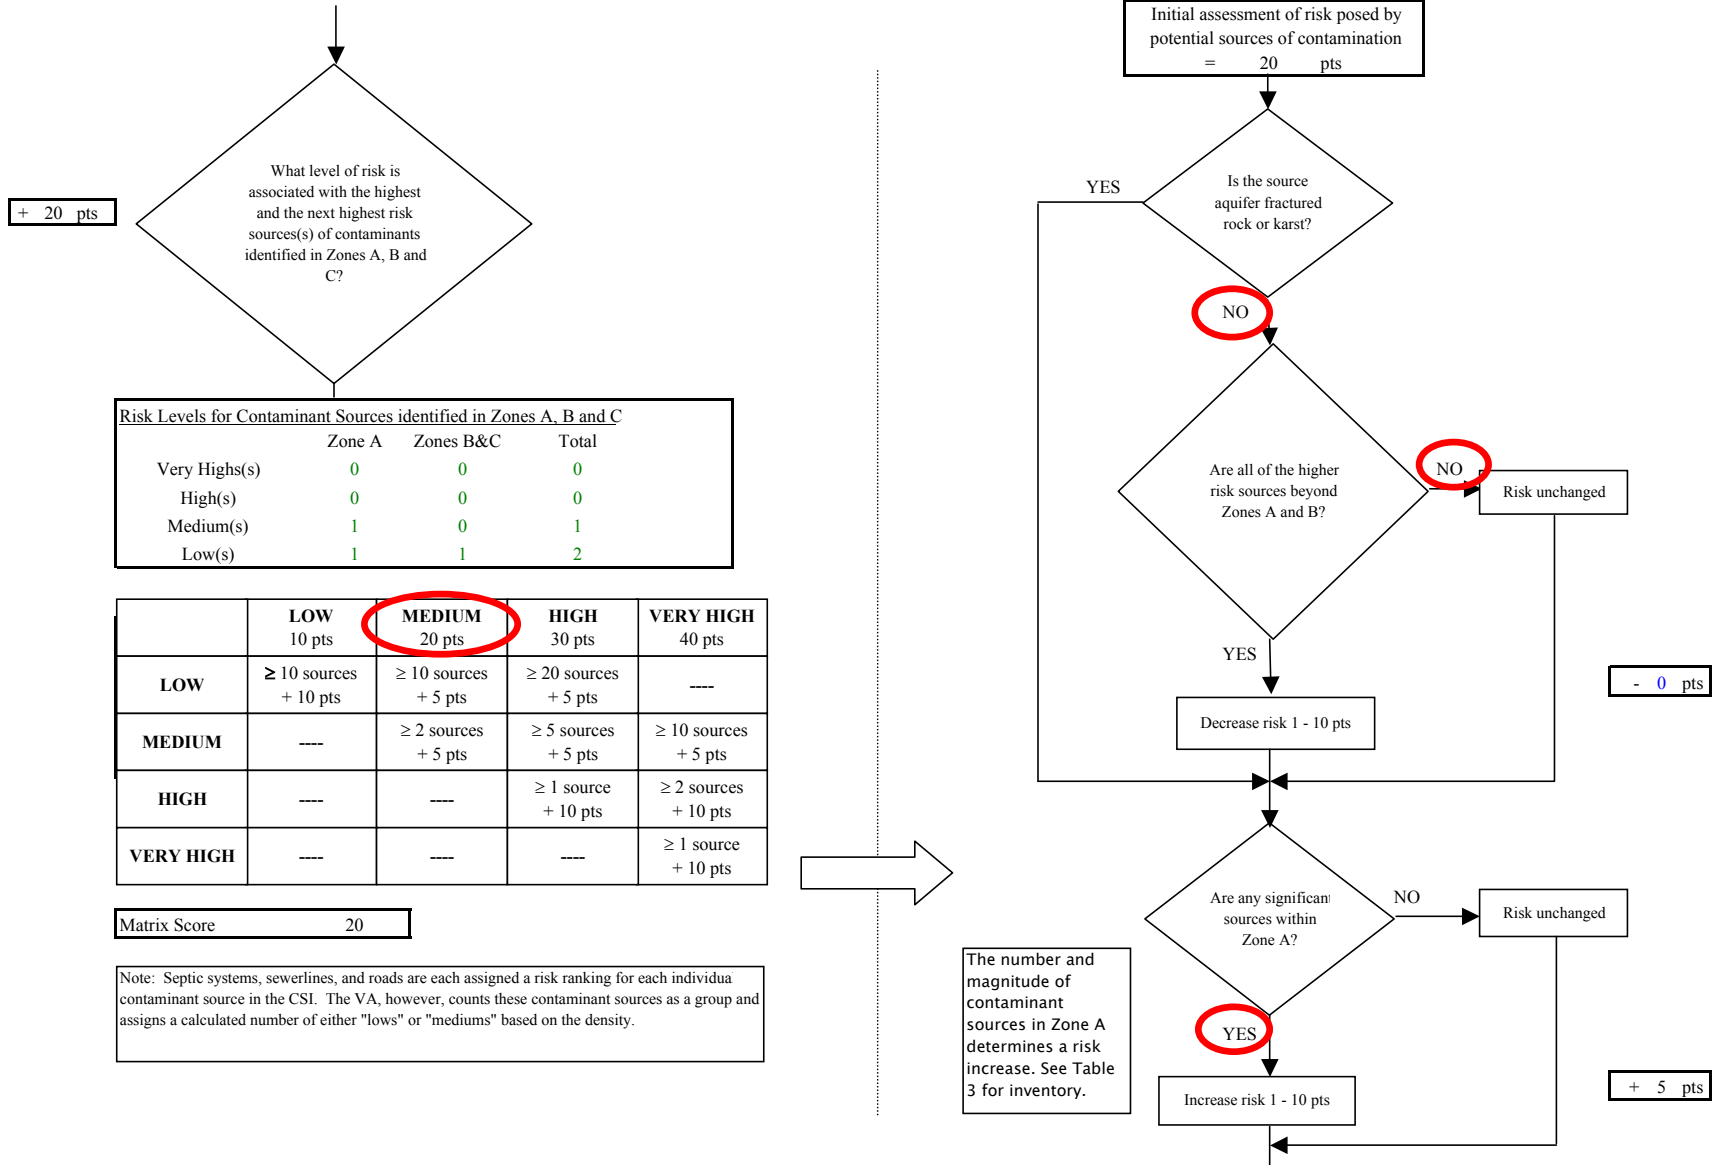 + 20 pts
What level of risk is
associated with the highest
and the next highest risk
sources(s) of contaminants
identified in Zones A, B and
C?
Risk Levels for Contaminant Sources identified in Zones A, B and C
Zone A Zones B&C Total
Very Highs(s) 0 0 0
High(s) 0 0 0
Medium(s) 1 0 1
Low(s) 1 1 2
LOW MEDIUM HIGH VERY HIGH
10 pts 20 pts 30 pts 40 pts
LOW ≥ 10 sources ≥ 10 sources ≥ 20 sources ----
+ 10 pts + 5 pts + 5 pts
MEDIUM ---- ≥ 2 sources ≥ 5 sources ≥ 10 sources
+ 5 pts + 5 pts + 5 pts
HIGH ---- ---- ≥ 1 source ≥ 2 sources
+ 10 pts + 10 pts
VERY HIGH ---- ---- ---- ≥ 1 source
+ 10 pts
Matrix Score 20
Note: Septic systems, sewerlines, and roads are each assigned a risk ranking for each individua
contaminant source in the CSI. The VA, however, counts these contaminant sources as a group and
assigns a calculated number of either "lows" or "mediums" based on the density.
Initial assessment of risk posed by
potential sources of contamination
= 20 pts
YES
Is the source
aquifer fractured
rock or karst?
NO
Are all of the higher
risk sources beyond
Zones A and B?
NO
Risk unchanged
YES
- 0 pts
Decrease risk 1 - 10 pts
Are any significant
sources within
Zone A?
NO
Risk unchanged
The number and
magnitude of
contaminant
sources in Zone A
determines a risk
increase. See Table
3 for inventory.
YES
Increase risk 1 - 10 pts
+ 5 pts